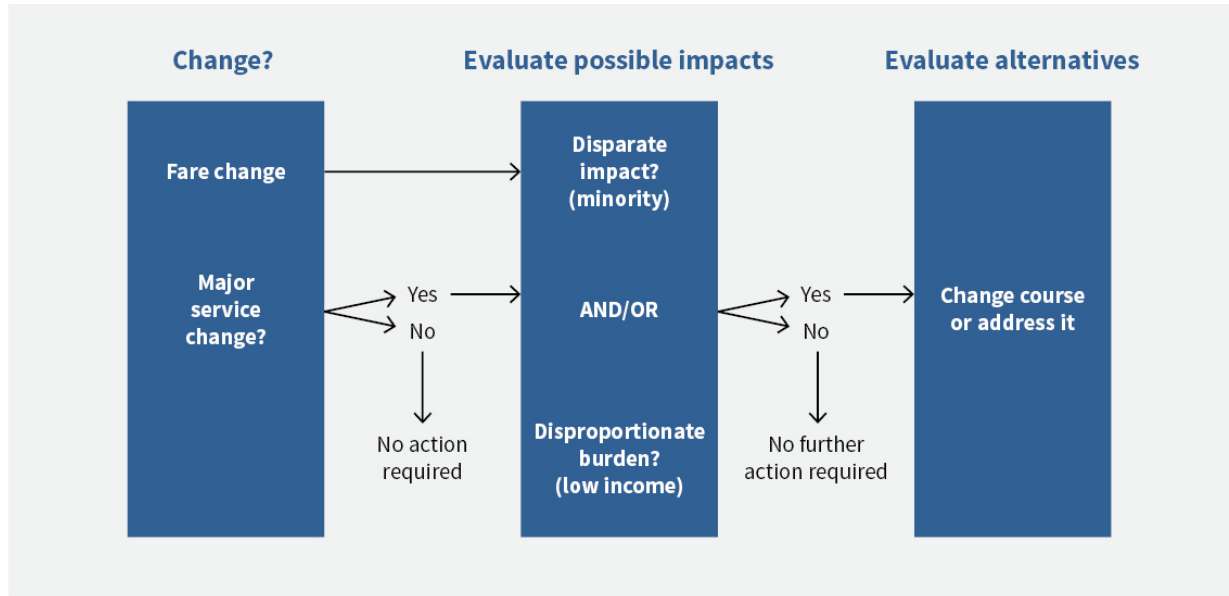 Change?
Evaluate possible impacts
Evaluate alternatives
Fare change
Major
service
change?
Yes
No
No action
required
Disparate
impact?
(minority)
AND/OR
Disproportionate
burden?
(low income)
Yes
No
No further
action required
Change course
or address it